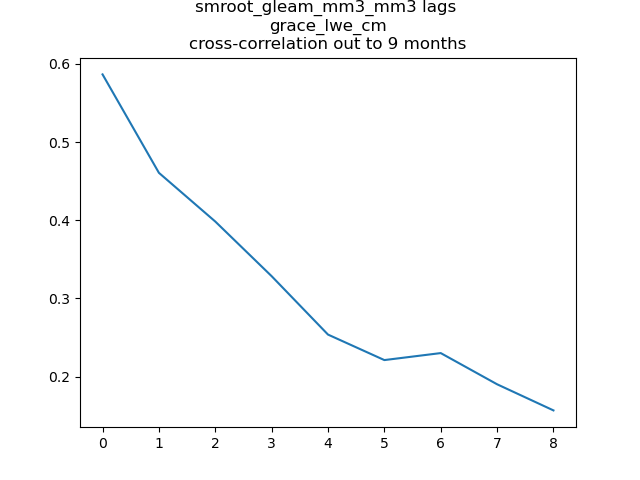 smroot_gleam_mm3_mm3 lags
grace_lwe_cm
cross-correlation out to 9 months
0.6
0.5
0.4
0.3
0.2
0 1 2 3 4 5 6 7 8